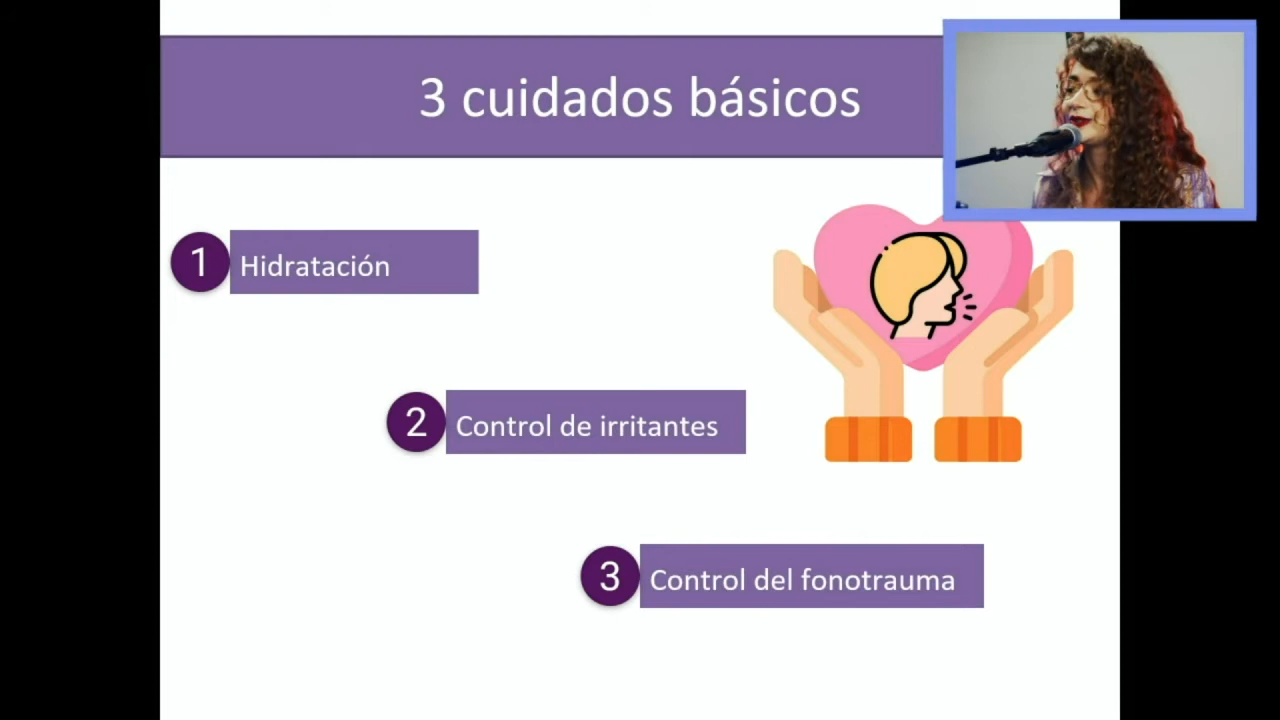 3 cuidados básicos
1 Hidratación
2 Control de irritantes
3 Control del fonotrauma